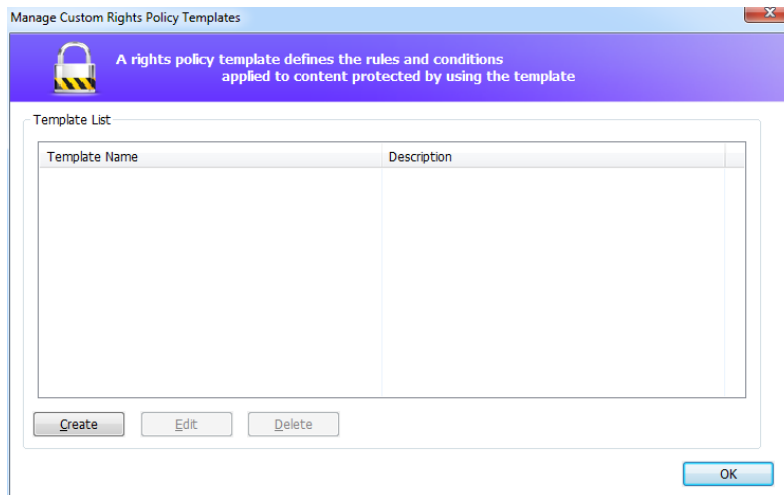 Manage Custom Rights Policy Templates
A rights policy template defines the rules and conditions
applied to content protected by using the template
Template List
Template Name Description
Create Edit Delete
OK